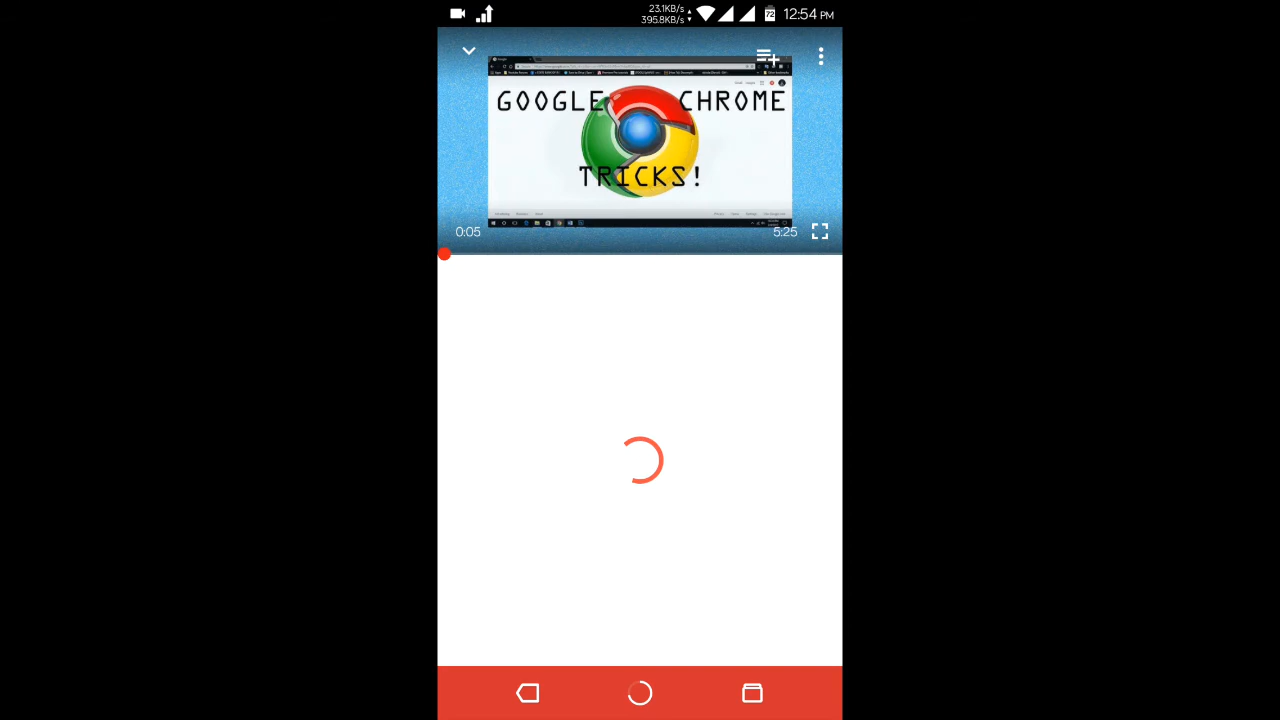 23.1KB/s
395.8KB/s
72
12:54 PM
GOOGLE CHROME
TRICKS!
0:05
5:25